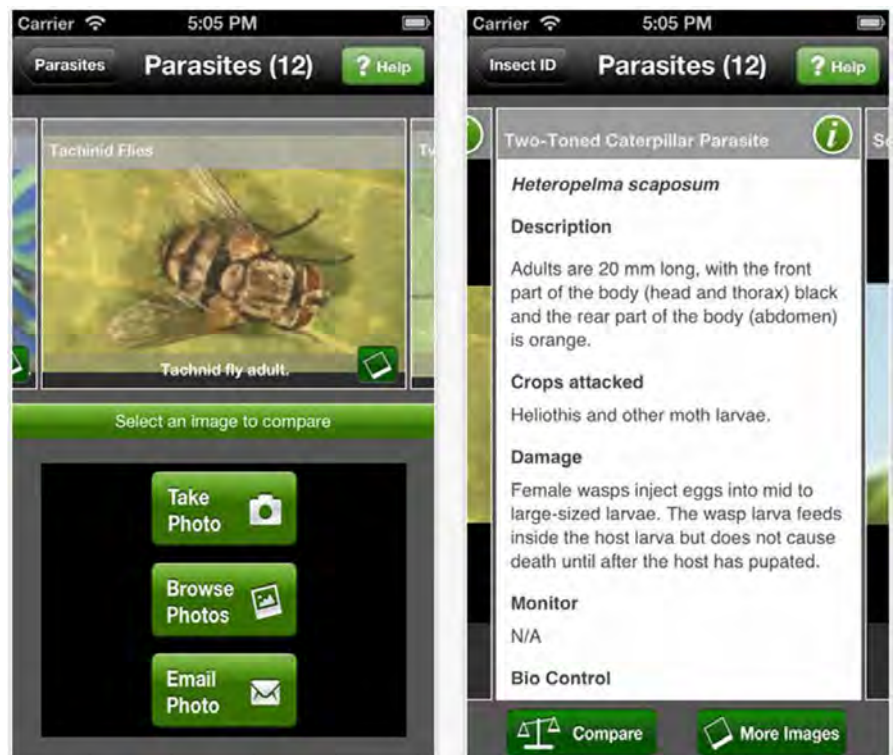 Carrier 5:05 PM
Parasites Parasites (12) ? Help
Tachinid Flies
Tachnid fly adult.
Select an image to compare
Take
Photo
Browse
Photos
Email
Photo
Carrier 5:05 PM
Insect ID Parasites (12) ? Help
Two-Toned Caterpillar Parasite i
Heteropelma scaposum
Description
Adults are 20 mm long, with the front
part of the body (head and thorax) black
and the rear part of the body (abdomen)
is orange.
Crops attacked
Heliothis and other moth larvae.
Damage
Female wasps inject eggs into mid to
large-sized larvae. The wasp larva feeds
inside the host larva but does not cause
death until after the host has pupated.
Monitor
N/A
Bio Control
Compare More Images